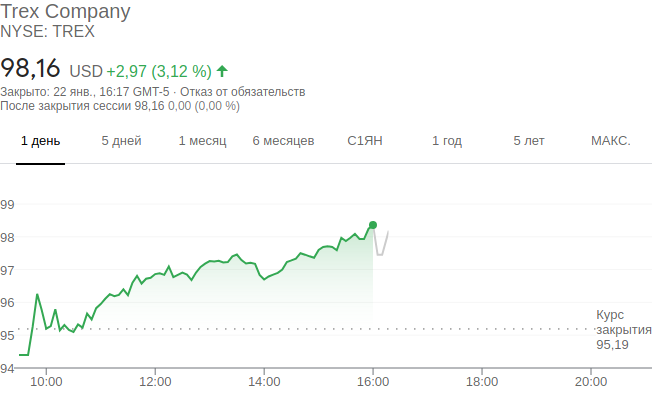 Trex Company
NYSE: TREX
98,16 USD +2,97 (3,12 %)
Закрыто: 22 янв., 16:17 GMT-5 · Отказ от обязательств
После закрытия сессии 98,16 0,00 (0,00 %)
1 день 5 дней 1 месяц 6 месяцев С1ЯН 1 год 5 лет МАКС.
99
98
97
96
Курс
закрытия
95,19
95
94
10:00 12:00 14:00 16:00 18:00 20:00